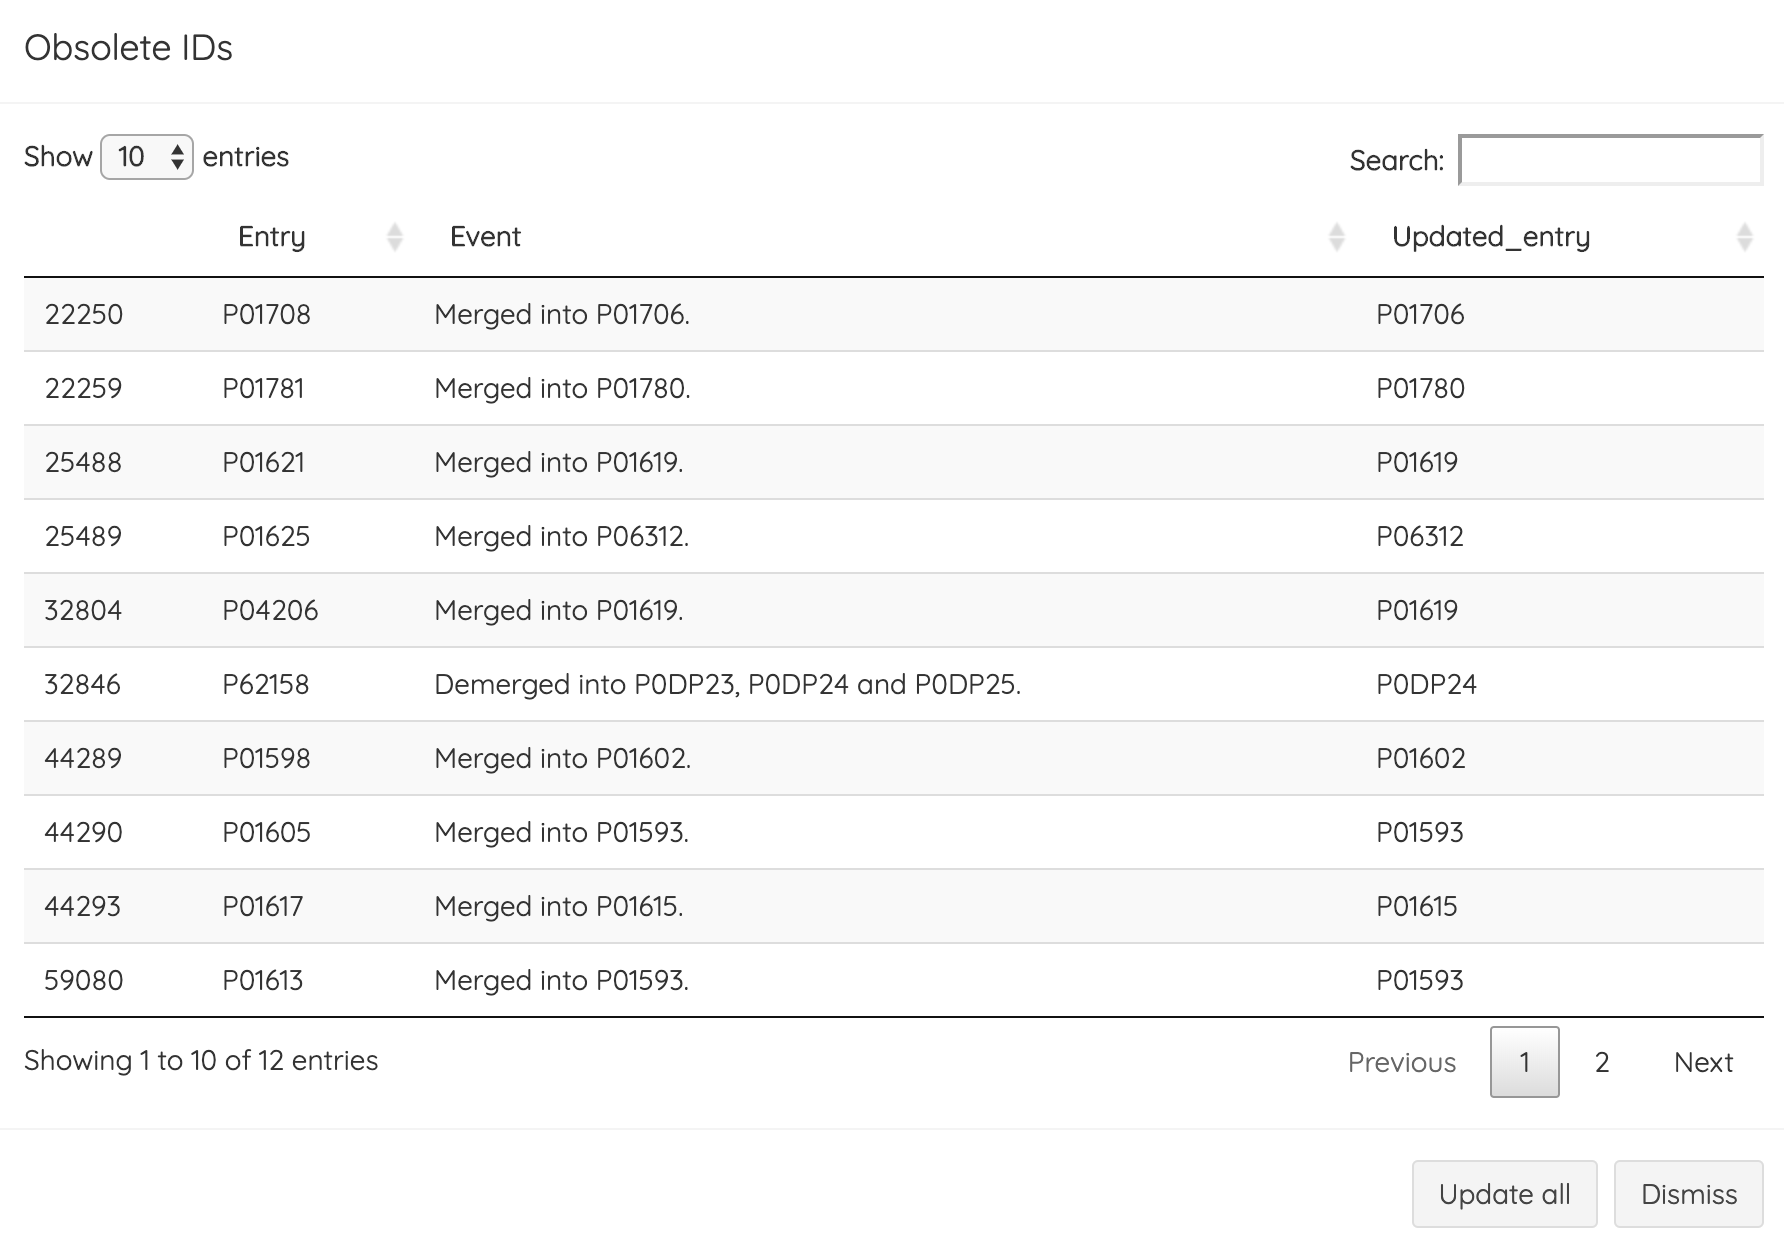 Obsolete IDs
Show 10 entries Search:
Entry Event Updated_entry
22250 P01708 Merged into P01706. P01706
22259 P01781 Merged into P01780. P01780
25488 P01621 Merged into P01619. P01619
25489 P01625 Merged into P06312. P06312
32804 P04206 Merged into P01619. P01619
32846 P62158 Demerged into P0DP23, P0DP24 and P0DP25. P0DP24
44289 P01598 Merged into P01602. P01602
44290 P01605 Merged into P01593. P01593
44293 P01617 Merged into P01615. P01615
59080 P01613 Merged into P01593. P01593
Showing 1 to 10 of 12 entries Previous 1 2 Next
Update all Dismiss